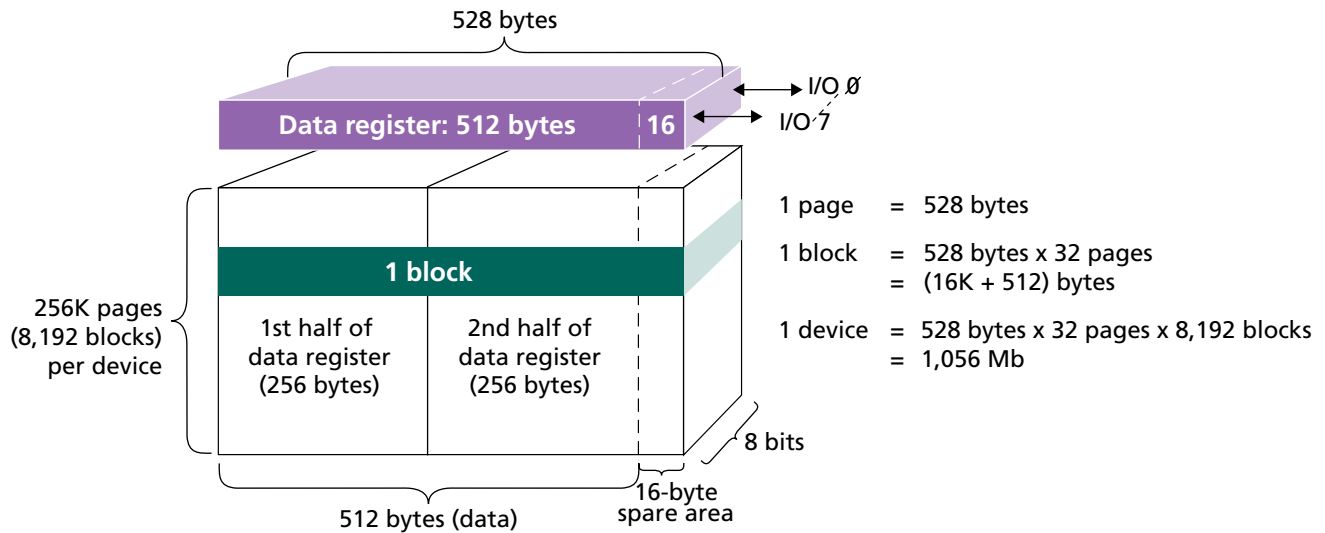 528 bytes
I/O 0
Data register: 512 bytes
16
I/O 7
1 page = 528 bytes
1 block = 528 bytes x 32 pages
= (16K + 512) bytes
1 block
256K pages
(8,192 blocks)
per device
1st half of
data register
(256 bytes)
2nd half of
data register
(256 bytes)
1 device = 528 bytes x 32 pages x 8,192 blocks
= 1,056 Mb
8 bits
16-byte
spare area
512 bytes (data)